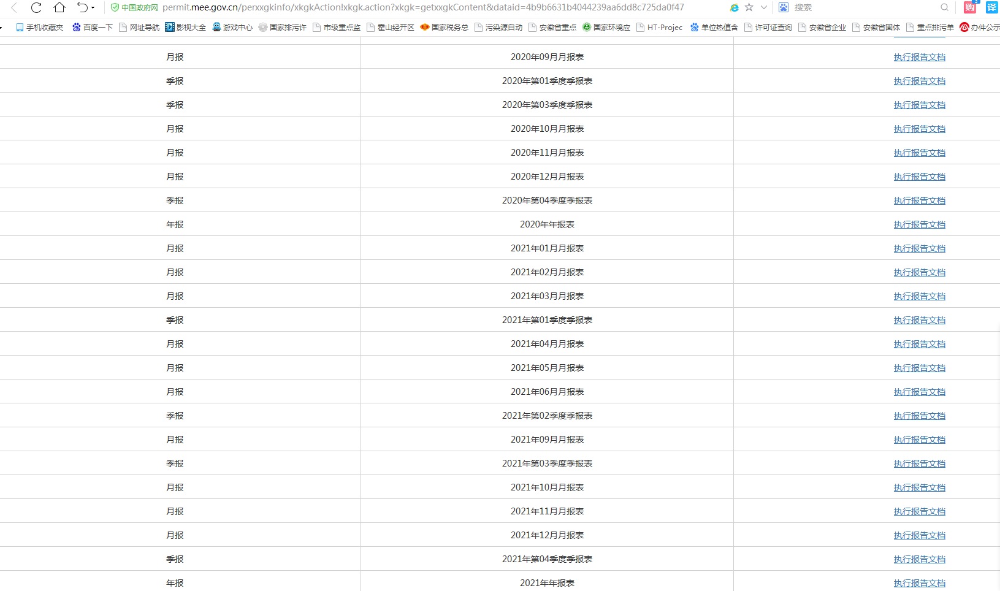 中国政府网 permit.mee.gov.cn/perxxgkinfo/xkgkAction!xkgk.action?xkgk=getxxgkContent&dataid=4b9b6631b4044239aa6dd8c725da0f47 搜索 购 3 译
手机收藏夹 百度一下 网址导航 影视大全 游戏中心 国家排污许 市级重点监 霍山经开区 国家税务总 污染源自动 安徽省重点 国家环境应 HT-Projec 单位热值含 许可证查询 安徽省企业 安徽省固体 重点排污单 办件公示
月报 2020年09月月报表 执行报告文档
季报 2020年第01季度季报表 执行报告文档
季报 2020年第03季度季报表 执行报告文档
月报 2020年10月月报表 执行报告文档
月报 2020年11月月报表 执行报告文档
月报 2020年12月月报表 执行报告文档
季报 2020年第04季度季报表 执行报告文档
年报 2020年年报表 执行报告文档
月报 2021年01月月报表 执行报告文档
月报 2021年02月月报表 执行报告文档
月报 2021年03月月报表 执行报告文档
季报 2021年第01季度季报表 执行报告文档
月报 2021年04月月报表 执行报告文档
月报 2021年05月月报表 执行报告文档
月报 2021年06月月报表 执行报告文档
季报 2021年第02季度季报表 执行报告文档
月报 2021年09月月报表 执行报告文档
季报 2021年第03季度季报表 执行报告文档
月报 2021年10月月报表 执行报告文档
月报 2021年11月月报表 执行报告文档
月报 2021年12月月报表 执行报告文档
季报 2021年第04季度季报表 执行报告文档
年报 2021年年报表 执行报告文档